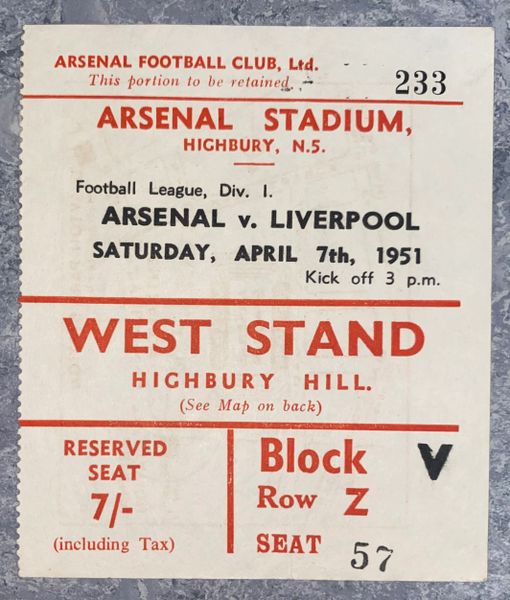 ARSENAL FOOTBALL CLUB, Ltd.
This portion to be retained
233
ARSENAL STADIUM,
HIGHBURY, N.5.
Football League, Div. I.
ARSENAL v. LIVERPOOL
SATURDAY, APRIL 7th, 1951
Kick off 3 p.m.
WEST STAND
HIGHBURY HILL.
(See Map on back)
RESERVED
SEAT
7/-
(including Tax)
Block V
Row Z
SEAT 57